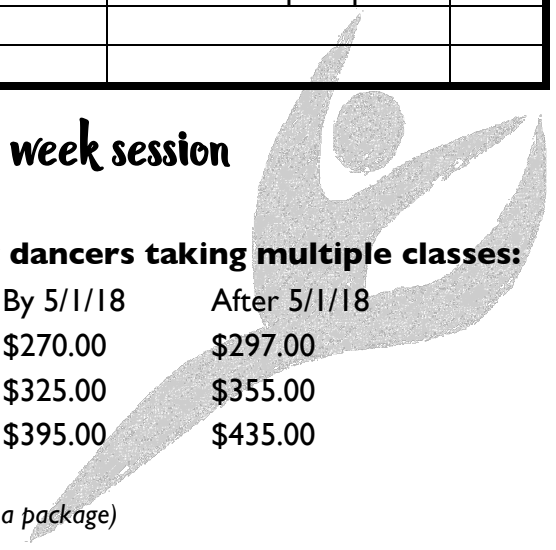 week session
dancers taking multiple classes:
By 5/1/18 After 5/1/18
$270.00 $297.00
$325.00 $355.00
$395.00 $435.00
a package)